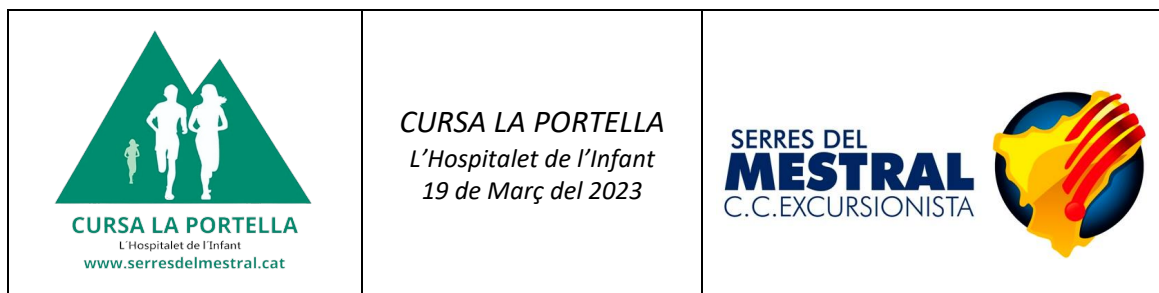 CURSA LA PORTELLA
L´Hospitalet de l´Infant
www.serresdelmestral.cat
CURSA LA PORTELLA
L’Hospitalet de l’Infant
19 de Març del 2023
SERRES DEL
MESTRAL
C.C.EXCURSIONISTA